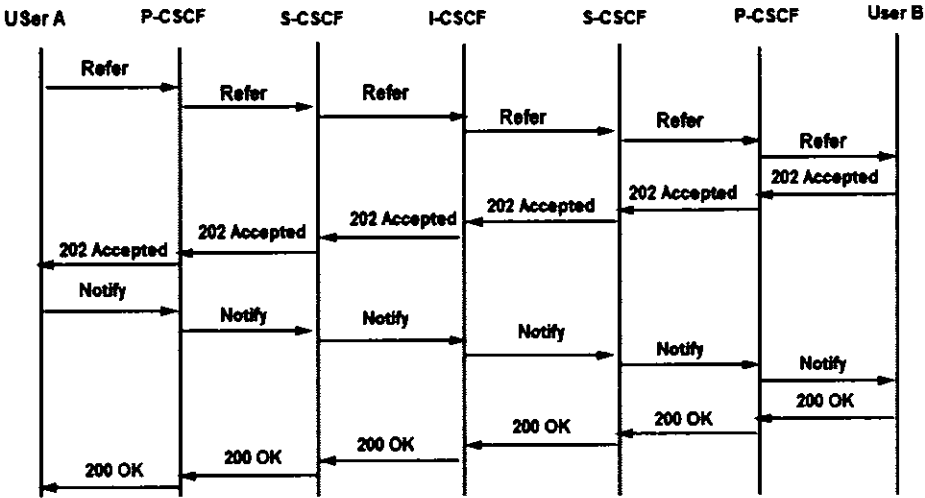 USer A P-CSCF S-CSCF I-CSCF S-CSCF P-CSCF User B
Refer
Refer
Refer
Refer
Refer
Refer
202 Accepted
202 Accepted
202 Accepted
202 Accepted
202 Accepted
202 Accepted
Notify
Notify
Notify
Notify
Notify
Notify
200 OK
200 OK
200 OK
200 OK
200 OK
200 OK